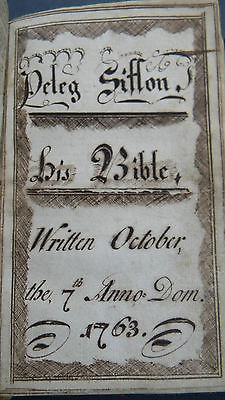 Peleg Siſſon
His Bible,
Written October,
the, 7th Anno-Dom.
1763.